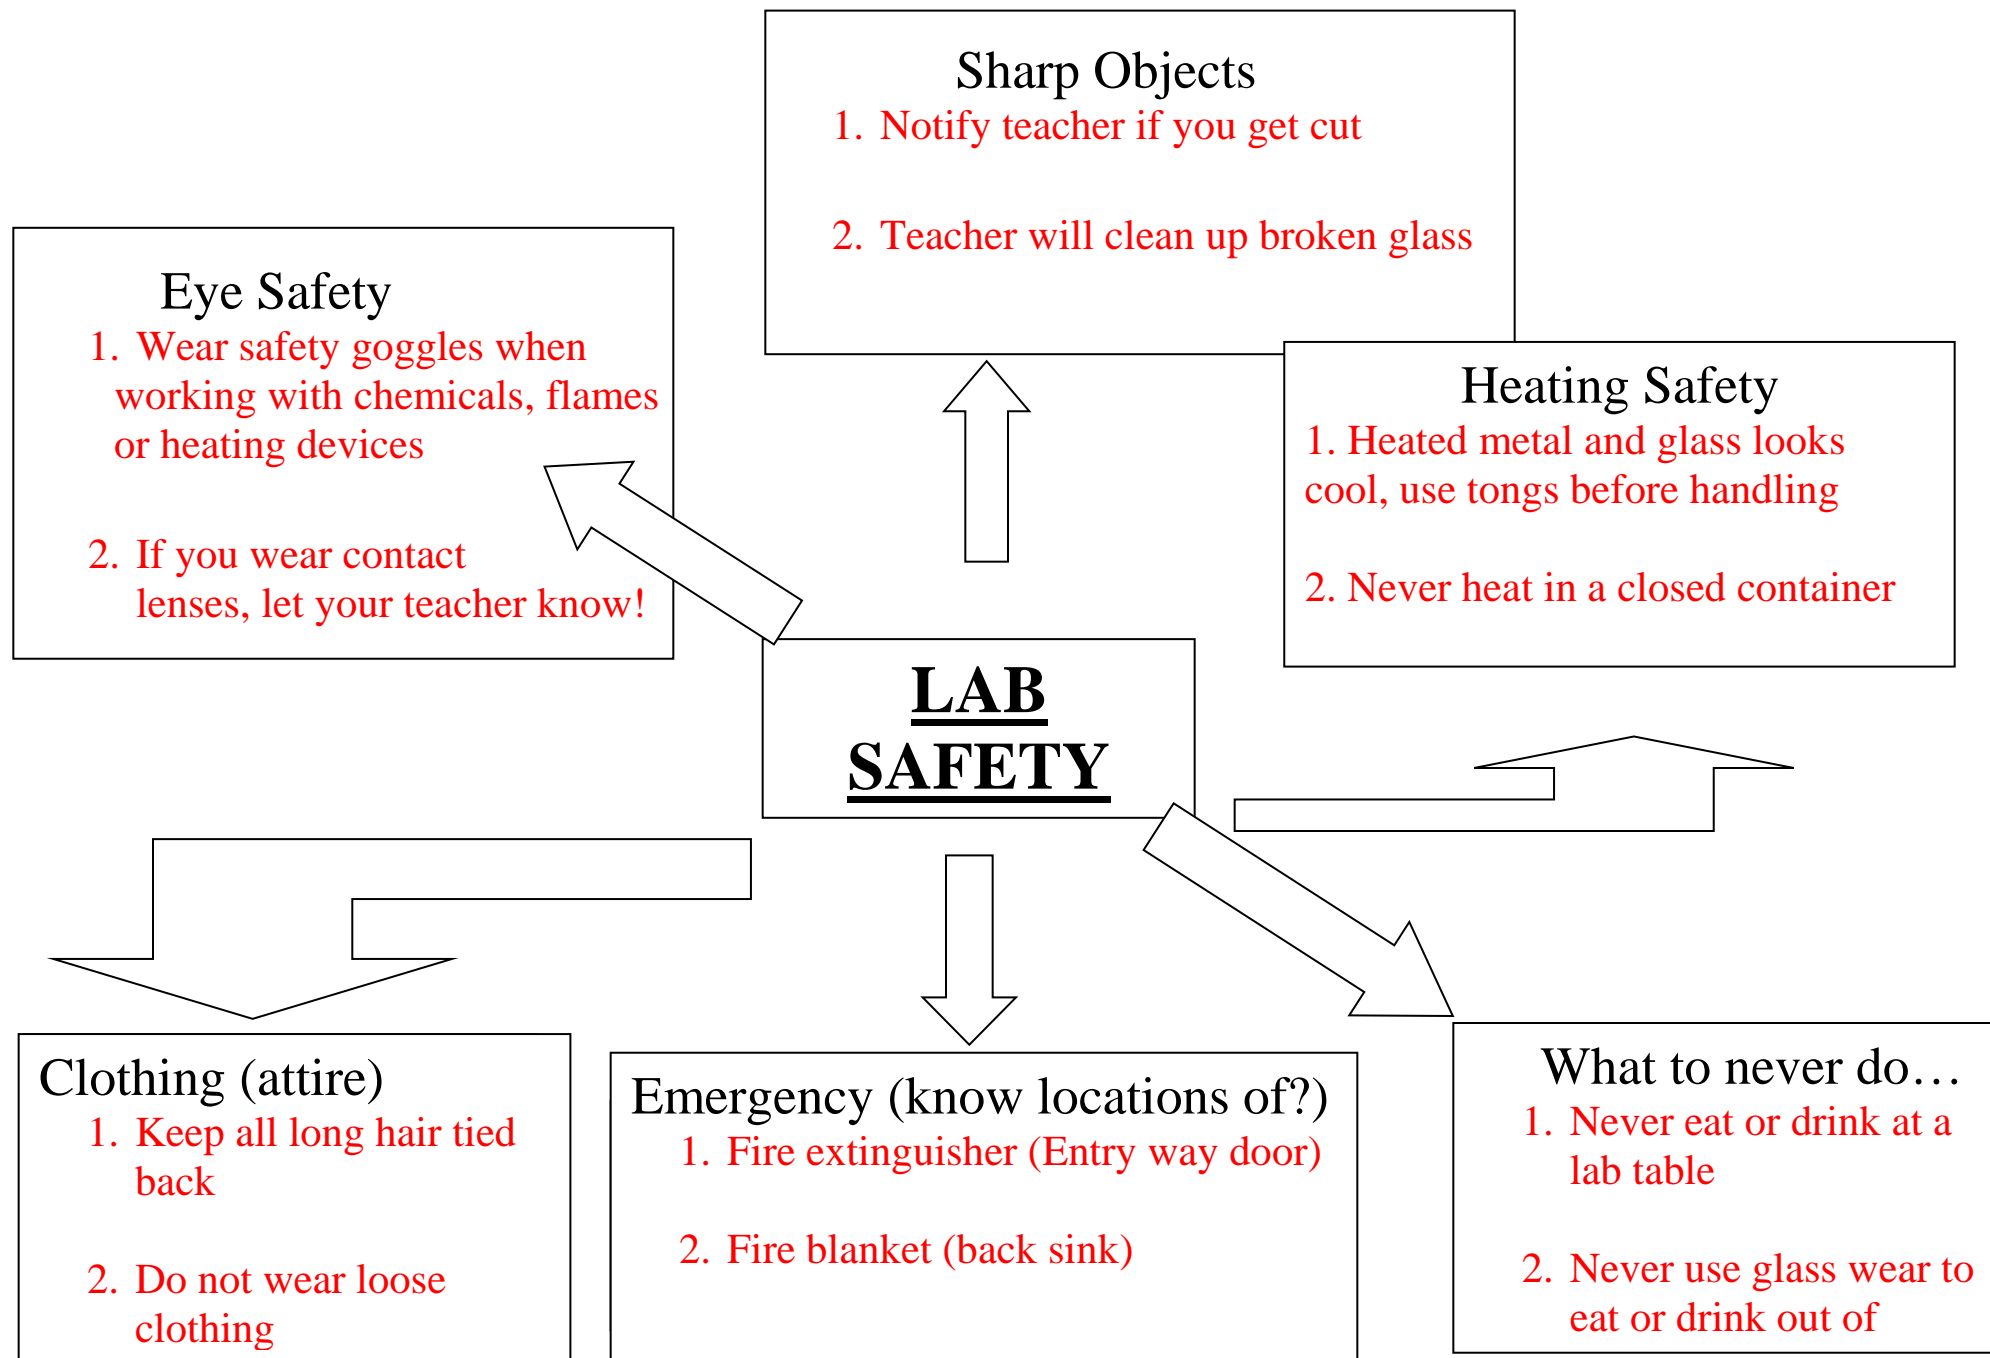 Sharp Objects
1. Notify teacher if you get cut
2. Teacher will clean up broken glass
Eye Safety
1. Wear safety goggles when
working with chemicals, flames
or heating devices
2. If you wear contact
lenses, let your teacher know!
Heating Safety
1. Heated metal and glass looks
cool, use tongs before handling
2. Never heat in a closed container
LAB
SAFETY
Clothing (attire)
1. Keep all long hair tied
back
2. Do not wear loose
clothing
Emergency (know locations of?)
1. Fire extinguisher (Entry way door)
2. Fire blanket (back sink)
What to never do…
1. Never eat or drink at a
lab table
2. Never use glass wear to
eat or drink out of